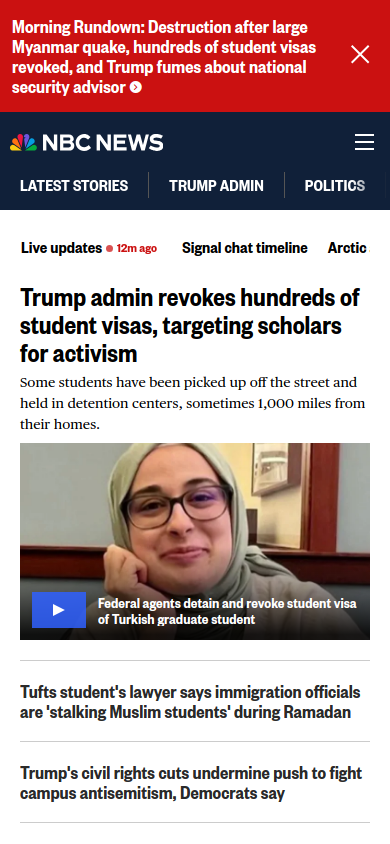 Morning Rundown: Destruction after large
Myanmar quake, hundreds of student visas
revoked, and Trump fumes about national
security advisor
NBC NEWS
LATEST STORIES TRUMP ADMIN POLITICS
Live updates 12m ago Signal chat timeline Arctic
Trump admin revokes hundreds of
student visas, targeting scholars
for activism
Some students have been picked up off the street and
held in detention centers, sometimes 1,000 miles from
their homes.
Federal agents detain and revoke student visa
of Turkish graduate student
Tufts student's lawyer says immigration officials
are 'stalking Muslim students' during Ramadan
Trump's civil rights cuts undermine push to fight
campus antisemitism, Democrats say